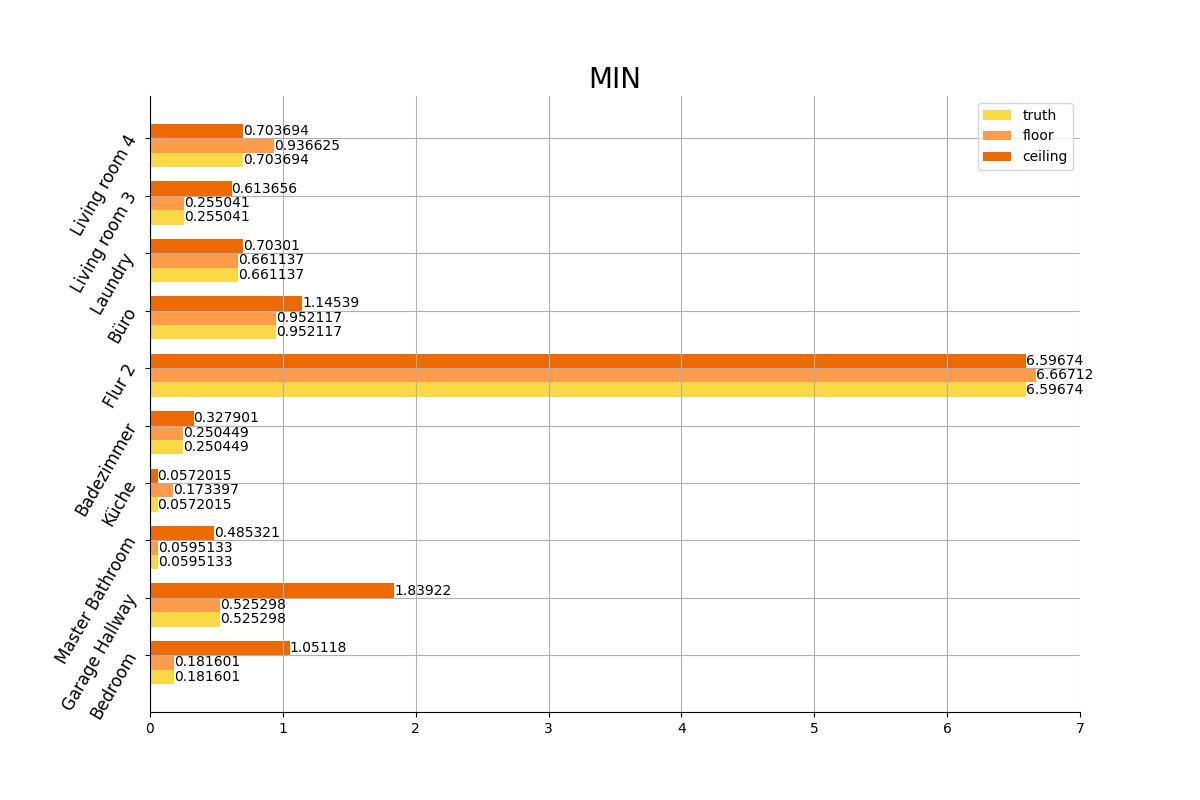 MIN
truth
floor
ceiling
Living room 4
0.703694
0.936625
0.703694
Living room 3
0.613656
0.255041
0.255041
Laundry
0.70301
0.661137
0.661137
Büro
1.14539
0.952117
0.952117
Flur 2
6.59674
6.66712
6.59674
Badezimmer
0.327901
0.250449
0.250449
Küche
0.0572015
0.173397
0.0572015
Master Bathroom
0.485321
0.0595133
0.0595133
Garage Hallway
1.83922
0.525298
0.525298
Bedroom
1.05118
0.181601
0.181601
0 1 2 3 4 5 6 7